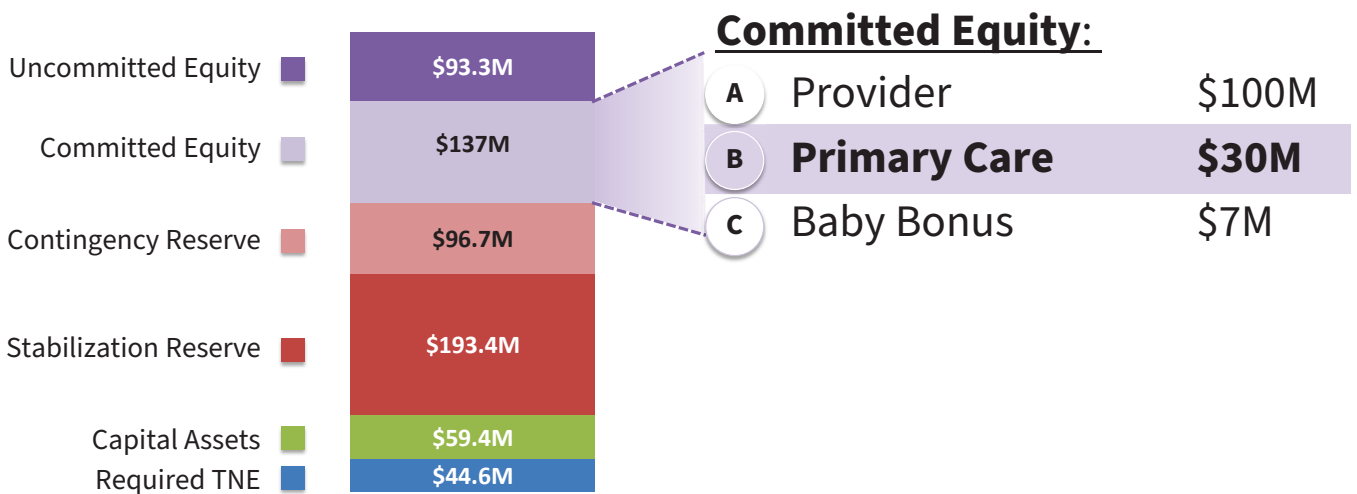 Uncommitted Equity $93.3M
Committed Equity $137M
Contingency Reserve $96.7M
Stabilization Reserve $193.4M
Capital Assets $59.4M
Required TNE $44.6M
Committed Equity:
A Provider $100M
B Primary Care $30M
C Baby Bonus $7M